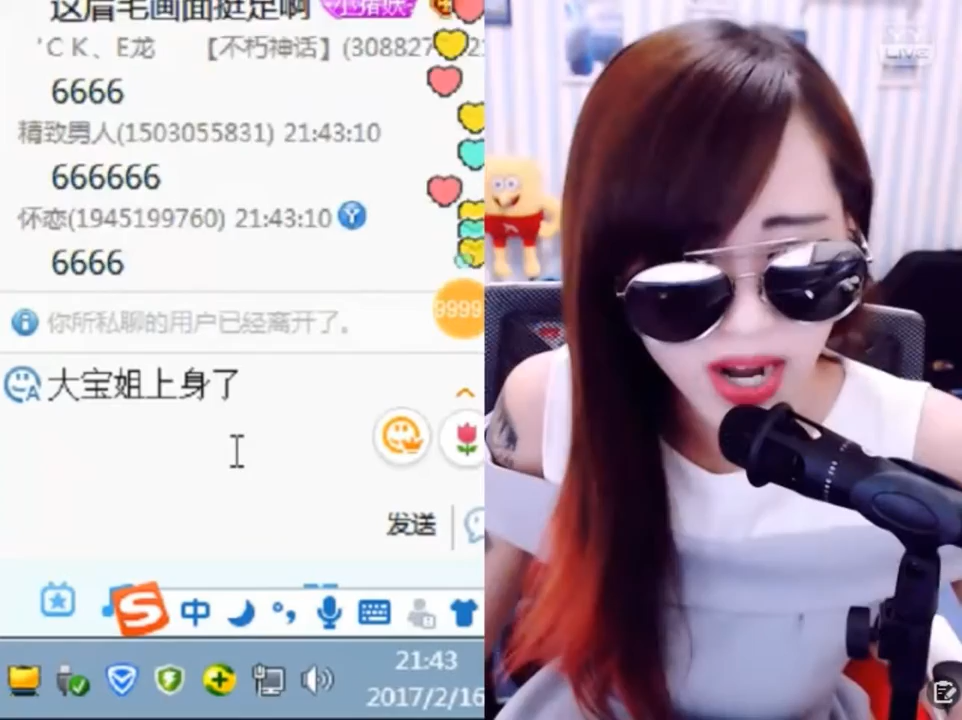 这眉毛画面挺足啊 小猪妖
'C K、E龙 【不朽神话】(308827
6666
精致男人(1503055831) 21:43:10
666666
怀恋(1945199760) 21:43:10
6666
9999
你所私聊的用户已经离开了。
大宝姐上身了
发送
中
21:43
2017/2/16
LIVE